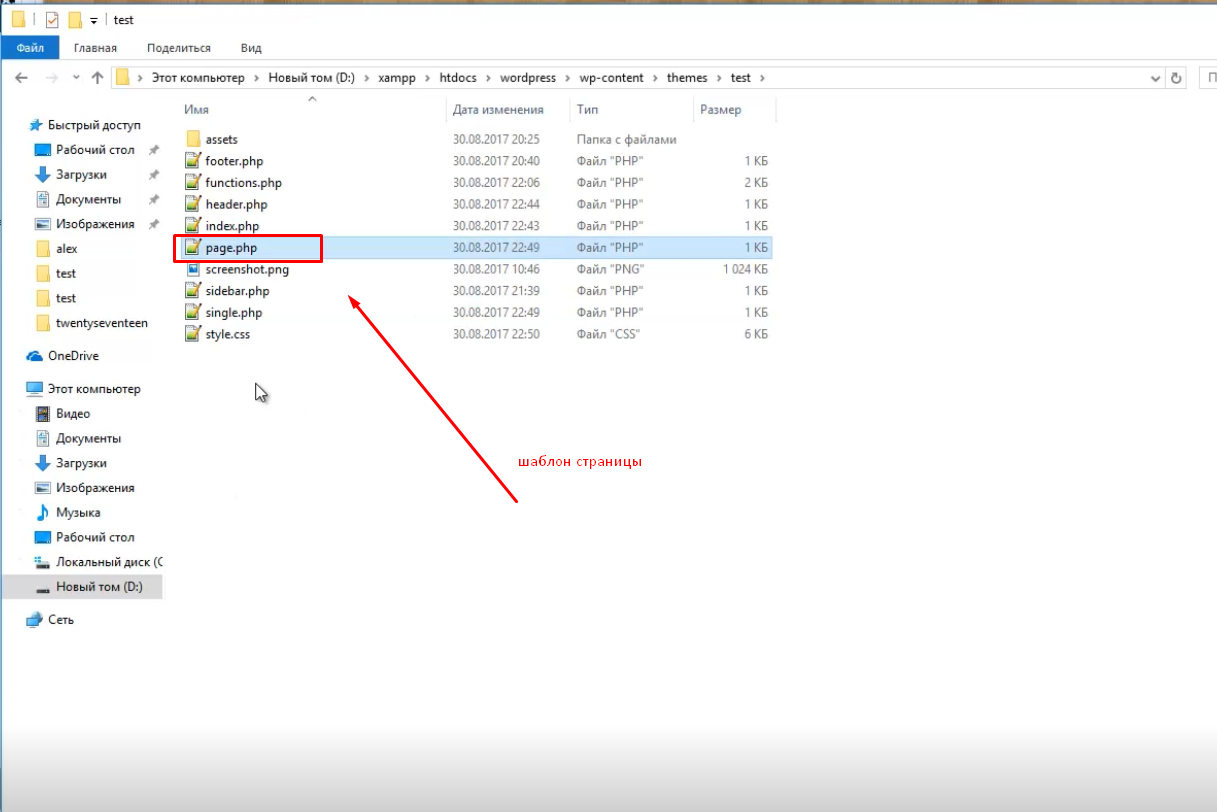 test
Файл Главная Поделиться Вид
Этот компьютер Новый том (D:) xampp htdocs wordpress wp-content themes test П
Имя Дата изменения Тип Размер
Быстрый доступ
Рабочий стол
Загрузки
Документы
Изображения
alex
test
test
twentyseventeen
OneDrive
Этот компьютер
Видео
Документы
Загрузки
Изображения
Музыка
Рабочий стол
Локальный диск (C
Новый том (D:)
Сеть
assets 30.08.2017 20:25 Папка с файлами
footer.php 30.08.2017 20:40 Файл "PHP" 1 КБ
functions.php 30.08.2017 22:06 Файл "PHP" 2 КБ
header.php 30.08.2017 22:44 Файл "PHP" 1 КБ
index.php 30.08.2017 22:43 Файл "PHP" 1 КБ
page.php 30.08.2017 22:49 Файл "PHP" 1 КБ
screenshot.png 30.08.2017 10:46 Файл "PNG" 1 024 КБ
sidebar.php 30.08.2017 21:39 Файл "PHP" 1 КБ
single.php 30.08.2017 22:49 Файл "PHP" 1 КБ
style.css 30.08.2017 22:50 Файл "CSS" 6 КБ
шаблон страницы